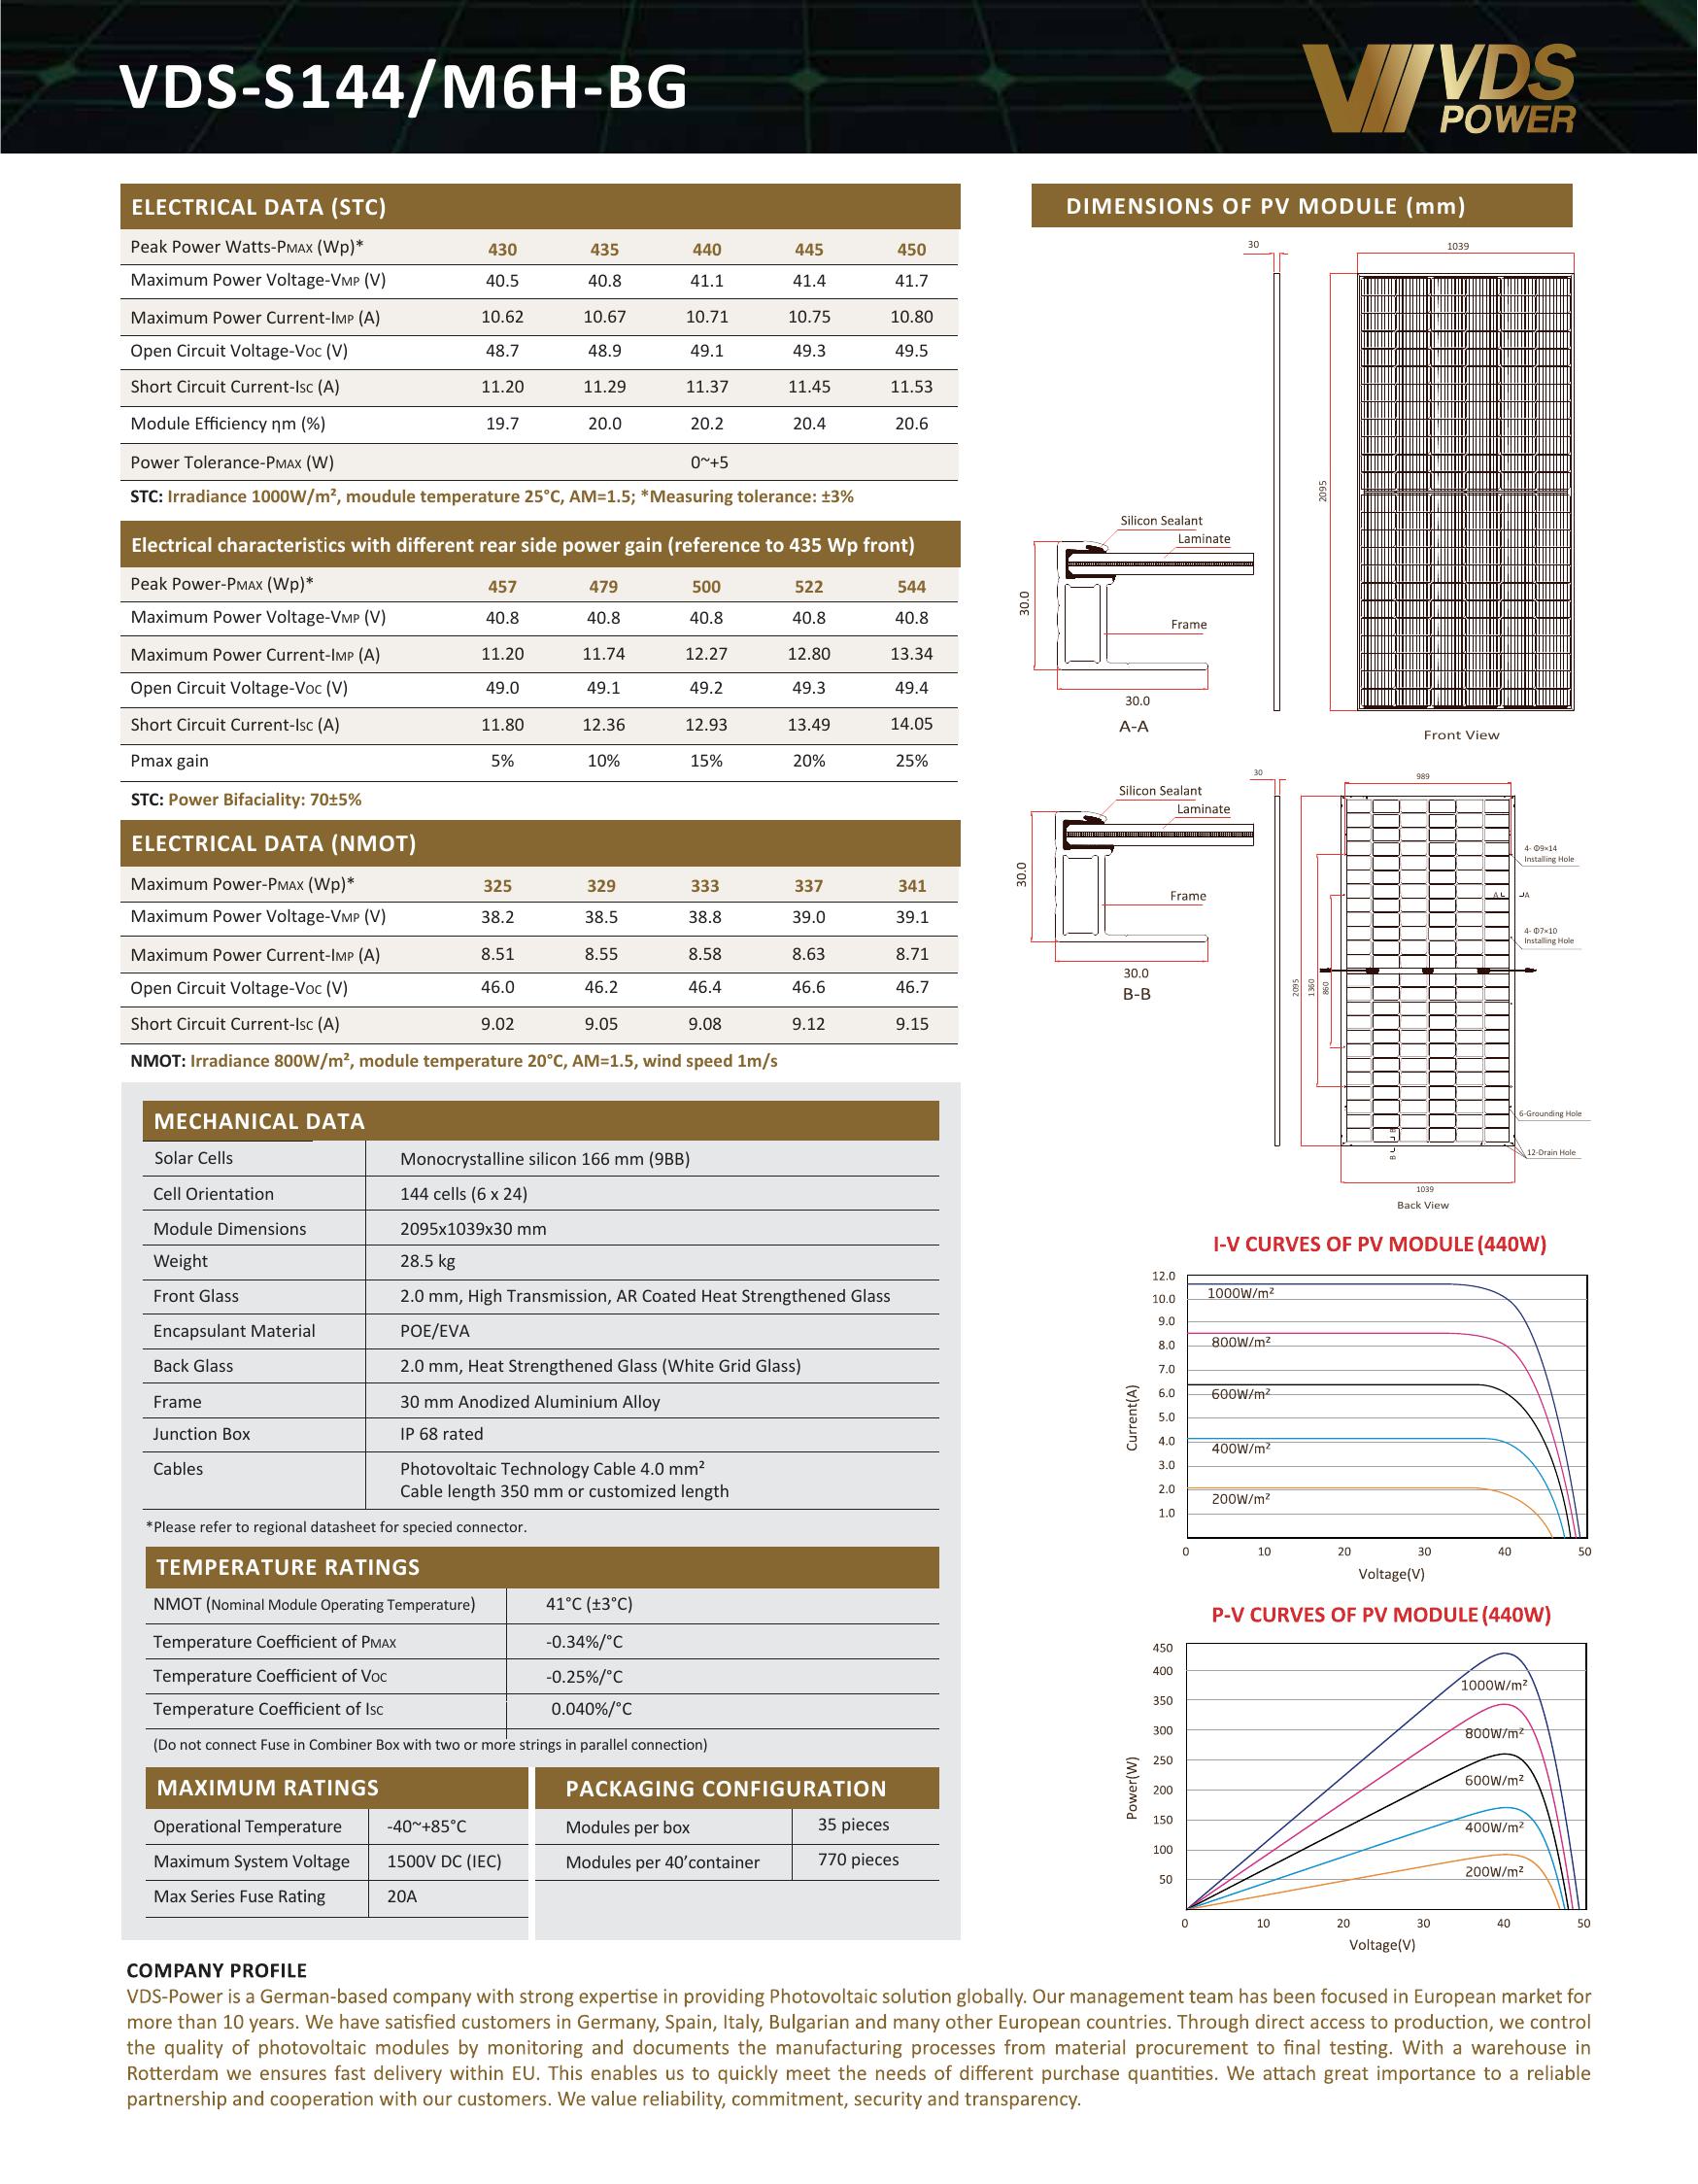 VDS-S144/M6H-BG
VDS
POWER
ELECTRICAL DATA (STC)
Peak Power Watts-PMAX (Wp)* 430 435 440 445 450
Maximum Power Voltage-VMP (V) 40.5 40.8 41.1 41.4 41.7
Maximum Power Current-IMP (A) 10.62 10.67 10.71 10.75 10.80
Open Circuit Voltage-VOC (V) 48.7 48.9 49.1 49.3 49.5
Short Circuit Current-ISC (A) 11.20 11.29 11.37 11.45 11.53
Module Efficiency ηm (%) 19.7 20.0 20.2 20.4 20.6
Power Tolerance-PMAX (W) 0~+5
STC: Irradiance 1000W/m², moudule temperature 25°C, AM=1.5; *Measuring tolerance: ±3%
Electrical characteristics with different rear side power gain (reference to 435 Wp front)
Peak Power-PMAX (Wp)* 457 479 500 522 544
Maximum Power Voltage-VMP (V) 40.8 40.8 40.8 40.8 40.8
Maximum Power Current-IMP (A) 11.20 11.74 12.27 12.80 13.34
Open Circuit Voltage-VOC (V) 49.0 49.1 49.2 49.3 49.4
Short Circuit Current-ISC (A) 11.80 12.36 12.93 13.49 14.05
Pmax gain 5% 10% 15% 20% 25%
STC: Power Bifaciality: 70±5%
ELECTRICAL DATA (NMOT)
Maximum Power-PMAX (Wp)* 325 329 333 337 341
Maximum Power Voltage-VMP (V) 38.2 38.5 38.8 39.0 39.1
Maximum Power Current-IMP (A) 8.51 8.55 8.58 8.63 8.71
Open Circuit Voltage-VOC (V) 46.0 46.2 46.4 46.6 46.7
Short Circuit Current-ISC (A) 9.02 9.05 9.08 9.12 9.15
NMOT: Irradiance 800W/m², module temperature 20°C, AM=1.5, wind speed 1m/s
MECHANICAL DATA
Solar Cells Monocrystalline silicon 166 mm (9BB)
Cell Orientation 144 cells (6 x 24)
Module Dimensions 2095x1039x30 mm
Weight 28.5 kg
Front Glass 2.0 mm, High Transmission, AR Coated Heat Strengthened Glass
Encapsulant Material POE/EVA
Back Glass 2.0 mm, Heat Strengthened Glass (White Grid Glass)
Frame 30 mm Anodized Aluminium Alloy
Junction Box IP 68 rated
Cables Photovoltaic Technology Cable 4.0 mm²
Cable length 350 mm or customized length
*Please refer to regional datasheet for specied connector.
TEMPERATURE RATINGS
NMOT (Nominal Module Operating Temperature) 41°C (±3°C)
Temperature Coefficient of PMAX -0.34%/°C
Temperature Coefficient of VOC -0.25%/°C
Temperature Coefficient of ISC 0.040%/°C
(Do not connect Fuse in Combiner Box with two or more strings in parallel connection)
MAXIMUM RATINGS
Operational Temperature -40~+85°C
Maximum System Voltage 1500V DC (IEC)
Max Series Fuse Rating 20A
PACKAGING CONFIGURATION
Modules per box 35 pieces
Modules per 40'container 770 pieces
DIMENSIONS OF PV MODULE (mm)
30
1039
2095
Silicon Sealant
Laminate
Frame
30.0
30.0
A-A
Front View
30
989
Silicon Sealant
Laminate
Frame
30.0
30.0
B-B
4- Φ9×14
Installing Hole
A A
4- Φ7×10
Installing Hole
2095
1360
860
6-Grounding Hole
12-Drain Hole
B B
1039
Back View
I-V CURVES OF PV MODULE (440W)
12.0
10.0
9.0
8.0
7.0
6.0
5.0
4.0
3.0
2.0
1.0
Current(A)
1000W/m²
800W/m²
600W/m²
400W/m²
200W/m²
0 10 20 30 40 50
Voltage(V)
P-V CURVES OF PV MODULE (440W)
450
400
350
300
250
200
150
100
50
Power(W)
1000W/m²
800W/m²
600W/m²
400W/m²
200W/m²
0 10 20 30 40 50
Voltage(V)
COMPANY PROFILE
VDS-Power is a German-based company with strong expertise in providing Photovoltaic solution globally. Our management team has been focused in European market for
more than 10 years. We have satisfied customers in Germany, Spain, Italy, Bulgarian and many other European countries. Through direct access to production, we control
the quality of photovoltaic modules by monitoring and documents the manufacturing processes from material procurement to final testing. With a warehouse in
Rotterdam we ensures fast delivery within EU. This enables us to quickly meet the needs of different purchase quantities. We attach great importance to a reliable
partnership and cooperation with our customers. We value reliability, commitment, security and transparency.